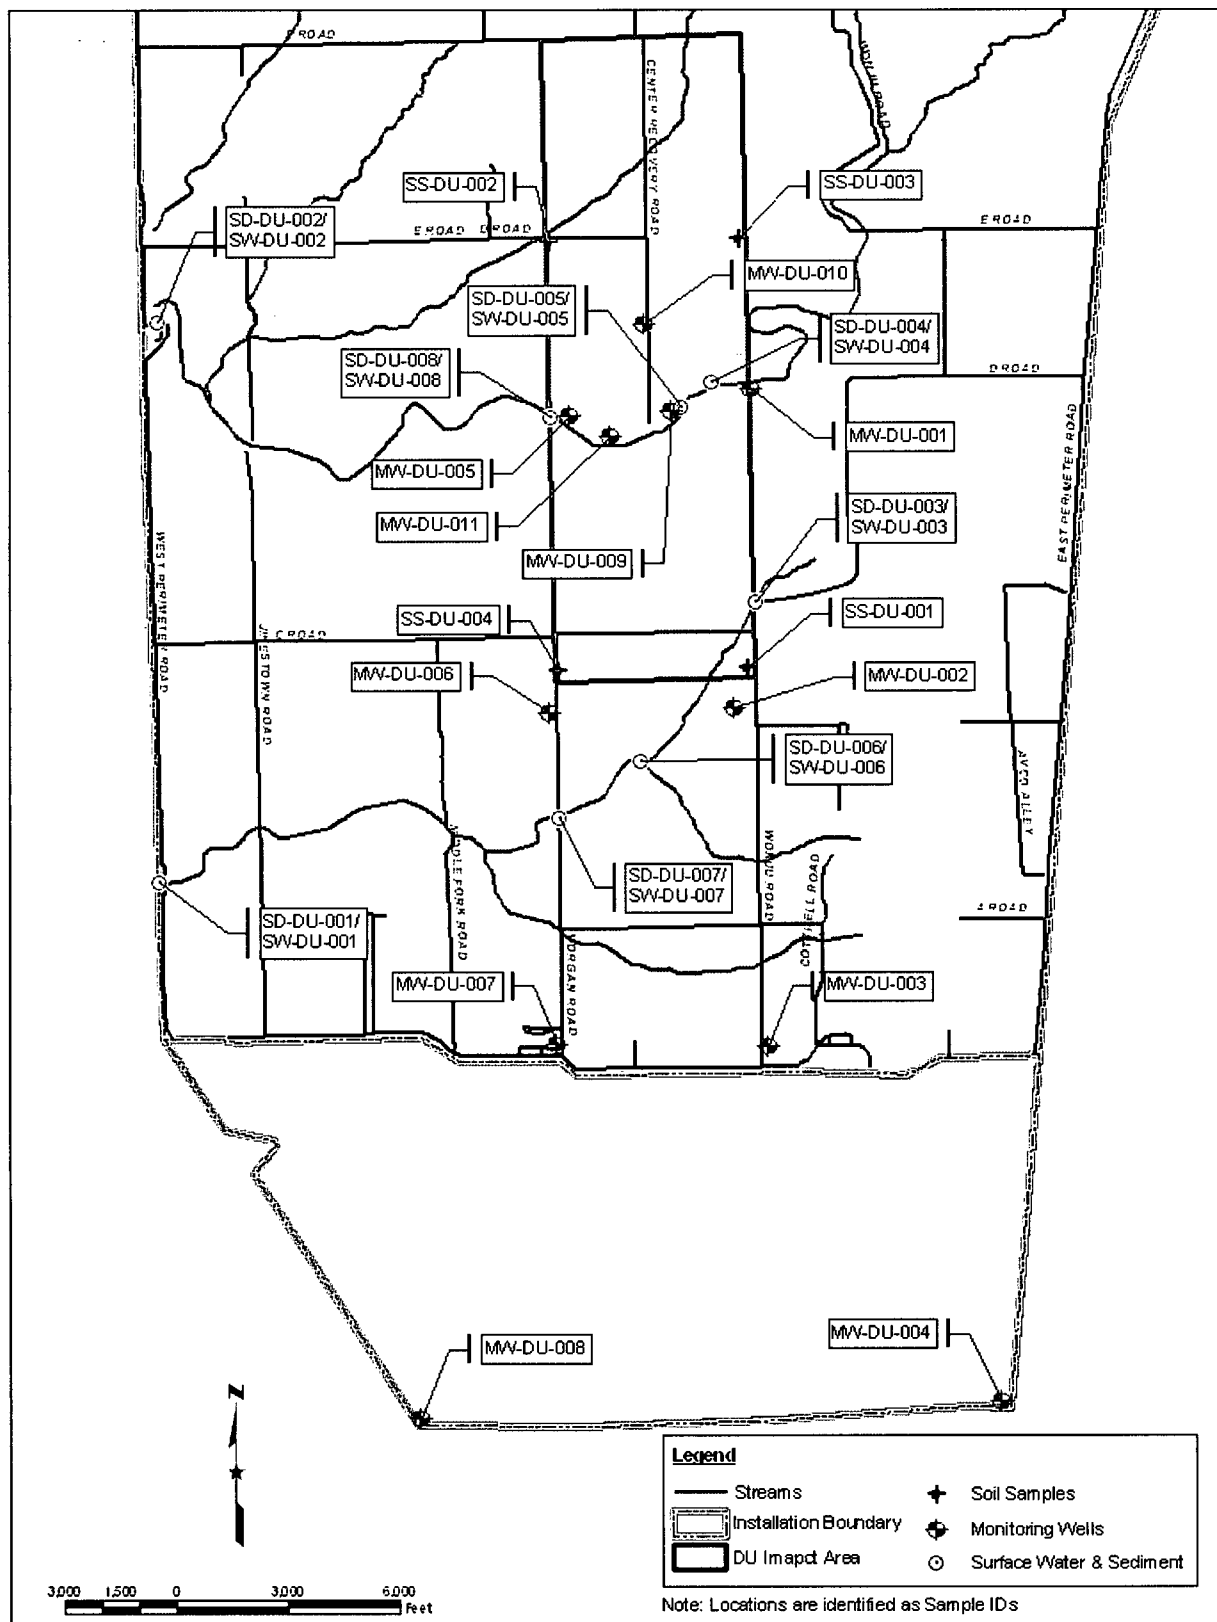 ROAD
CENTER RECOVERY ROAD
WONJU ROAD
SS-DU-002
SS-DU-003
SD-DU-002/
SW-DU-002
E ROAD
ROAD
E ROAD
MW-DU-010
SD-DU-005/
SW-DU-005
SD-DU-004/
SW-DU-004
SD-DU-008/
SW-DU-008
D ROAD
MW-DU-001
MW-DU-005
EAST PERIMETER ROAD
SD-DU-003/
SW-DU-003
MW-DU-011
MW-DU-009
WEST PERIMETER ROAD
SS-DU-004
SS-DU-001
C ROAD
MW-DU-006
MW-DU-002
SD-DU-006/
SW-DU-006
AVCO ALLEY
MIDDLE FORK ROAD
WONJU ROAD
SD-DU-007/
SW-DU-007
A ROAD
SD-DU-001/
SW-DU-001
MORGAN ROAD
MW-DU-007
MW-DU-003
MW-DU-008
MW-DU-004
N
Legend
Streams
Soil Samples
Installation Boundary
Monitoring Wells
DU Imapct Area
Surface Water & Sediment
3,000 1,500 0 3,000 6,000
Feet
Note: Locations are identified as Sample IDs